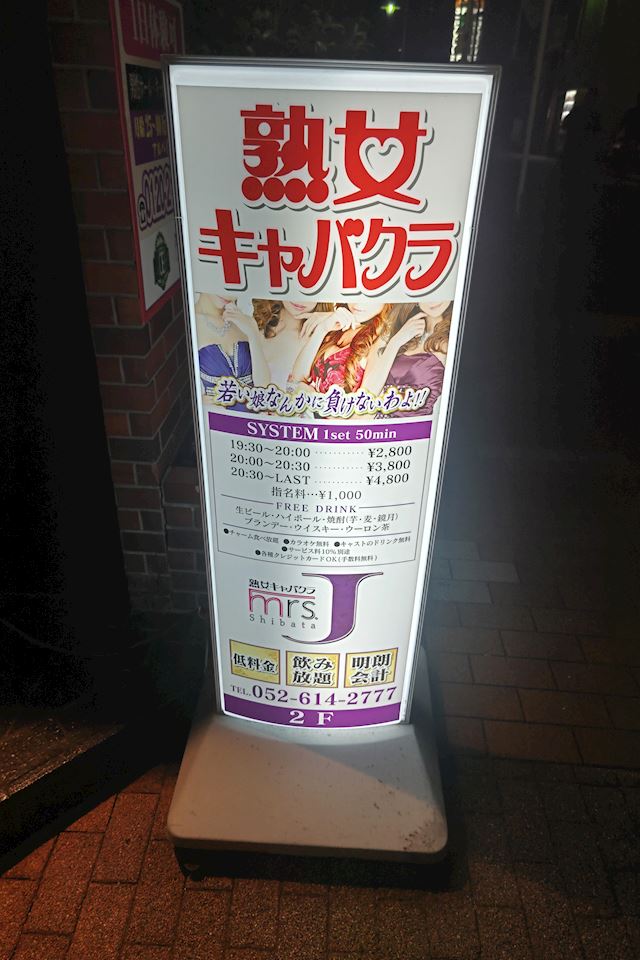 熟女
キャバクラ
若い娘なんかに負けないわよ!!
SYSTEM 1set 50min
19:30～20:00 ·········· ¥2,800
20:00～20:30 ·········· ¥3,800
20:30～LAST ·········· ¥4,800
指名料…¥1,000
FREE DRINK
生ビール・ハイボール・焼酎(芋・麦・鏡月)
ブランデー・ウイスキー・ウーロン茶
●チャーム食べ放題 ●カラオケ無料 ●キャストのドリンク無料
●サービス料10%別途
●各種クレジットカードOK(手数料無料)
熟女キャバクラ
mrs. J
Shibata
低料金
飲み放題
明朗会計
TEL.052-614-2777
2F